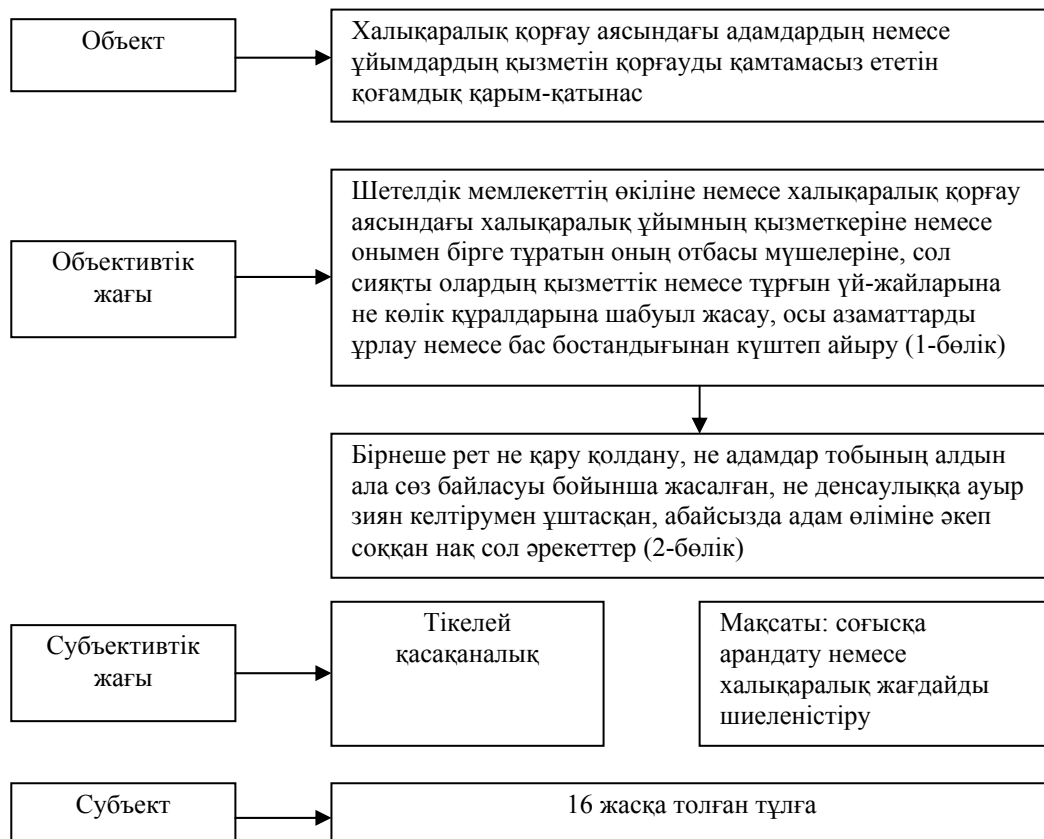 Объект
Халықаралық қорғау аясындағы адамдардың немесе
ұйымдардың қызметін қорғауды қамтамасыз ететін
қоғамдық қарым-қатынас
Объективтік
жағы
Шетелдік мемлекеттің өкіліне немесе халықаралық қорғау
аясындағы халықаралық ұйымның қызметкеріне немесе
онымен бірге тұратын оның отбасы мүшелеріне, сол
сияқты олардың қызметтік немесе тұрғын үй-жайларына
не көлік құралдарына шабуыл жасау, осы азаматтарды
ұрлау немесе бас бостандығынан күштеп айыру (1-бөлік)
Бірнеше рет не қару қолдану, не адамдар тобының алдын
ала сөз байласуы бойынша жасалған, не денсаулыққа ауыр
зиян келтірумен ұштасқан, абайсызда адам өліміне әкеп
соққан нақ сол әрекеттер (2-бөлік)
Субъективтік
жағы
Тікелей
қасақаналық
Мақсаты: соғысқа
арандату немесе
халықаралық жағдайды
шиеленістіру
Субъект
16 жасқа толған тұлға